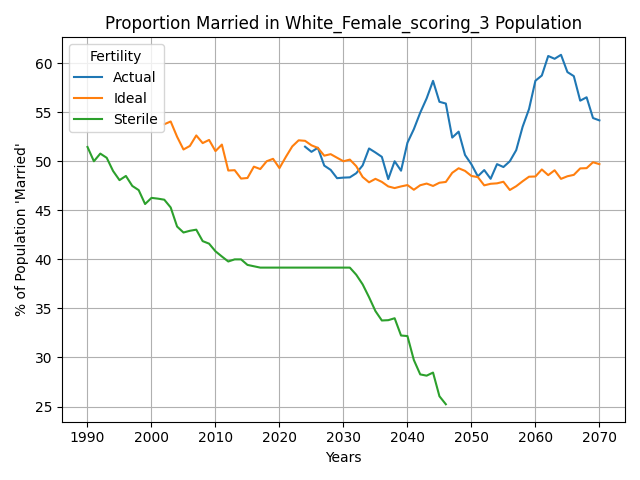 Proportion Married in White_Female_scoring_3 Population
Fertility
Actual
Ideal
Sterile
% of Population 'Married'
60
55
50
45
40
35
30
25
1990
2000
2010
2020
2030
2040
2050
2060
2070
Years